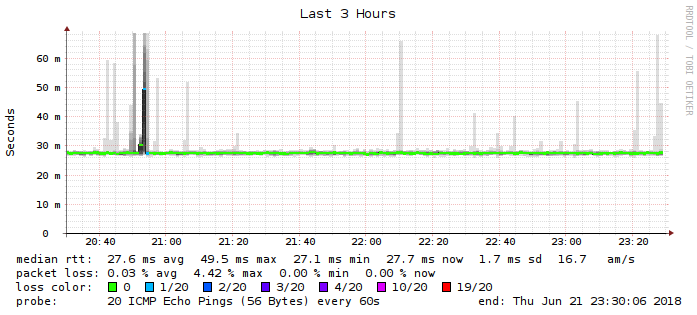 Last 3 Hours
RRDTOOL / TOBI OETIKER
Seconds
60 m
50 m
40 m
30 m
20 m
10 m
0
20:40 21:00 21:20 21:40 22:00 22:20 22:40 23:00 23:20
median rtt: 27.6 ms avg 49.5 ms max 27.1 ms min 27.7 ms now 1.7 ms sd 16.7 am/s
packet loss: 0.03 % avg 4.42 % max 0.00 % min 0.00 % now
loss color: 0 1/20 2/20 3/20 4/20 10/20 19/20
probe: 20 ICMP Echo Pings (56 Bytes) every 60s end: Thu Jun 21 23:30:06 2018